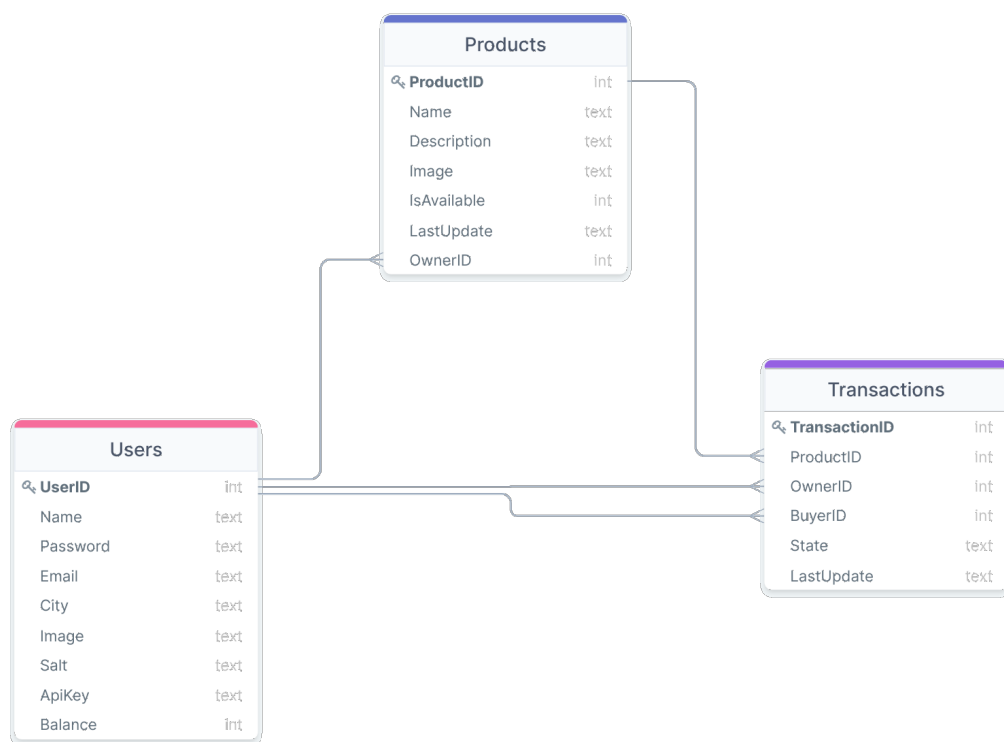 Products
ProductID int
Name text
Description text
Image text
IsAvailable int
LastUpdate text
OwnerID int
Transactions
TransactionID int
ProductID int
OwnerID int
BuyerID int
State text
LastUpdate text
Users
UserID int
Name text
Password text
Email text
City text
Image text
Salt text
ApiKey text
Balance int